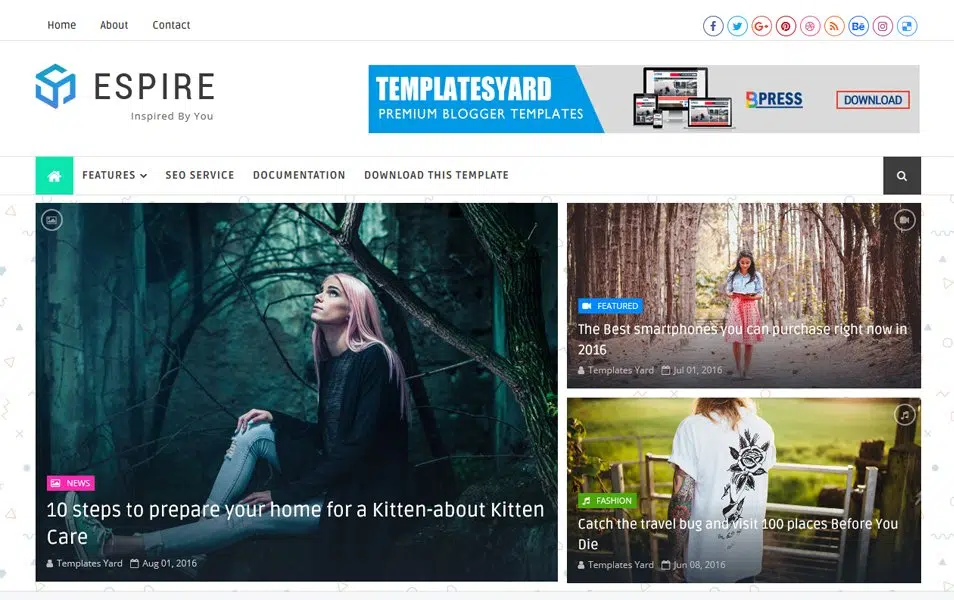 Home About Contact
ESPIRE
Inspired By You
TEMPLATESYARD
PREMIUM BLOGGER TEMPLATES
BPRESS
DOWNLOAD
FEATURES SEO SERVICE DOCUMENTATION DOWNLOAD THIS TEMPLATE
NEWS
10 steps to prepare your home for a Kitten-about Kitten
Care
Templates Yard Aug 01, 2016
FEATURED
The Best smartphones you can purchase right now in
2016
Templates Yard Jul 01, 2016
FASHION
Catch the travel bug and visit 100 places Before You
Die
Templates Yard Jun 08, 2016